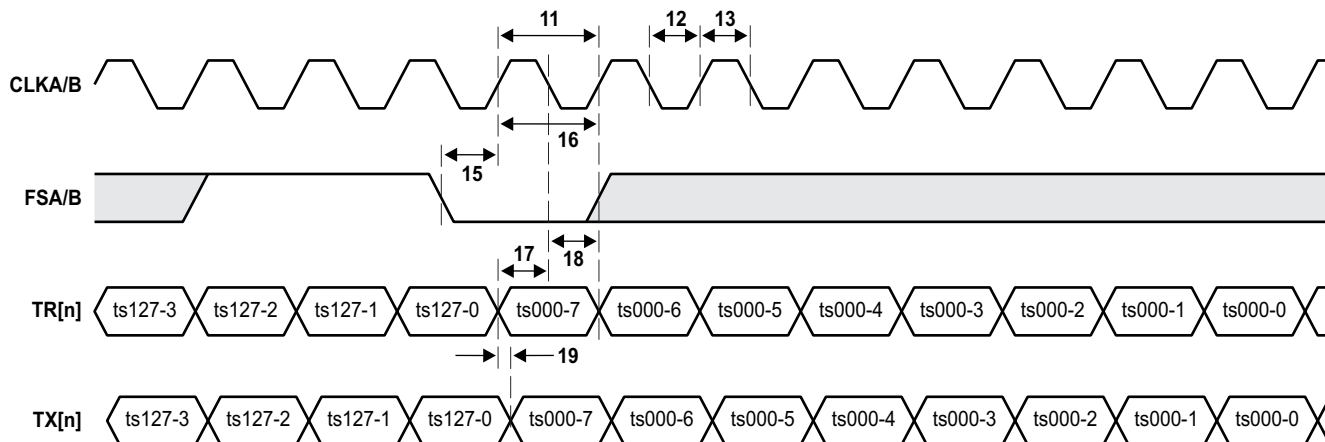 11 12 13
CLKA/B
16
15
FSA/B
17 18
TR[n] ts127-3 ts127-2 ts127-1 ts127-0 ts000-7 ts000-6 ts000-5 ts000-4 ts000-3 ts000-2 ts000-1 ts000-0
19
TX[n] ts127-3 ts127-2 ts127-1 ts127-0 ts000-7 ts000-6 ts000-5 ts000-4 ts000-3 ts000-2 ts000-1 ts000-0